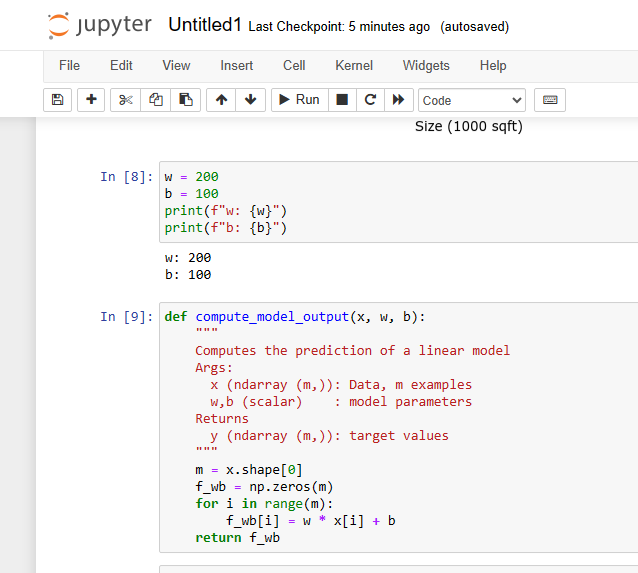 jupyter Untitled1 Last Checkpoint: 5 minutes ago (autosaved)
File Edit View Insert Cell Kernel Widgets Help
Run Code
Size (1000 sqft)
In [8]: w = 200
b = 100
print(f"w: {w}")
print(f"b: {b}")
w: 200
b: 100
In [9]: def compute_model_output(x, w, b):
    """
    Computes the prediction of a linear model
    Args:
      x (ndarray (m,)): Data, m examples
      w,b (scalar)    : model parameters
    Returns
      y (ndarray (m,)): target values
    """
    m = x.shape[0]
    f_wb = np.zeros(m)
    for i in range(m):
        f_wb[i] = w * x[i] + b
    return f_wb